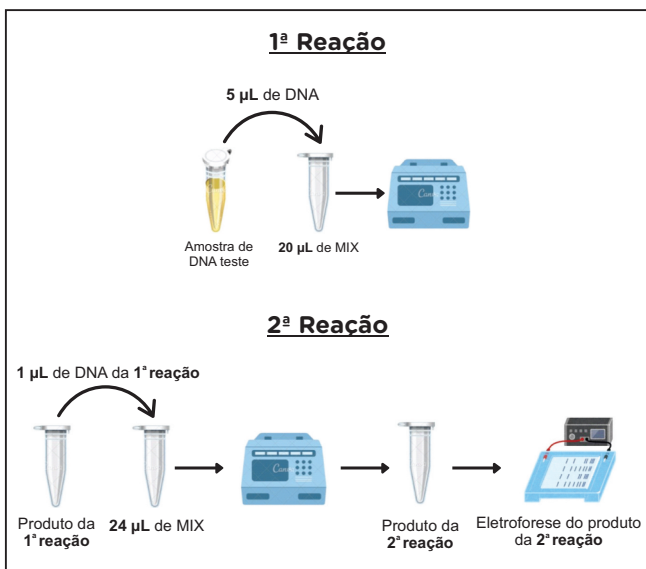 1ª Reação
5 µL de DNA
Amostra de
DNA teste
20 µL de MIX
2ª Reação
1 µL de DNA da 1ª reação
Produto da
1ª reação
24 µL de MIX
Produto da
2ª reação
Eletroforese do produto
da 2ª reação